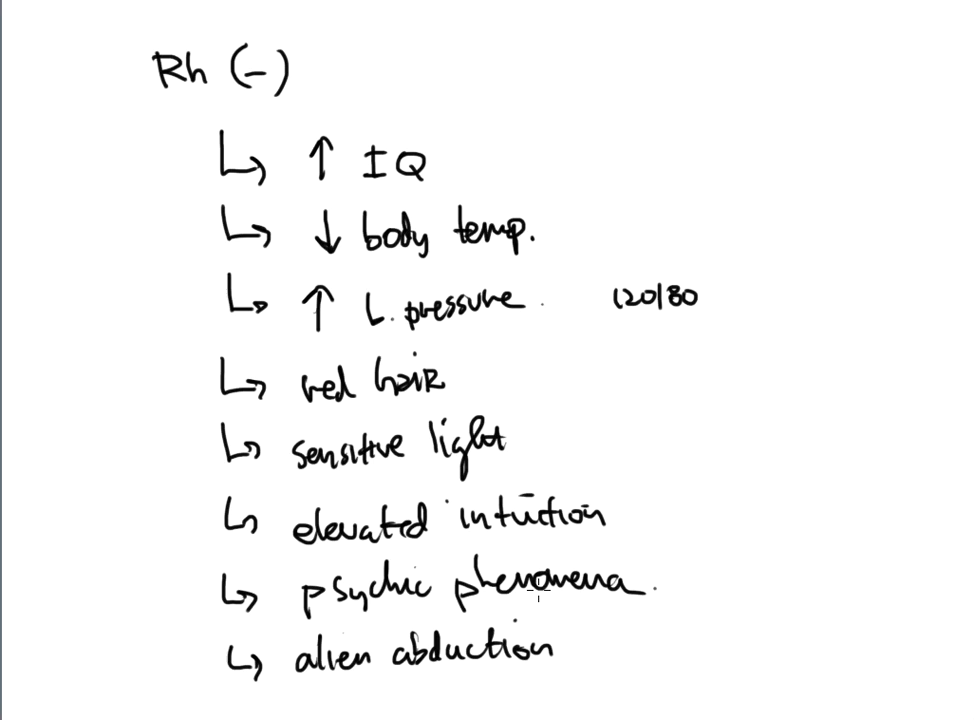 Rh (-)
↳ ↑ IQ
↳ ↓ body temp.
↳ ↑ L. pressure 120/80
↳ red hair
↳ sensitive light
↳ elevated intuition
↳ psychic phenomena.
↳ alien abduction